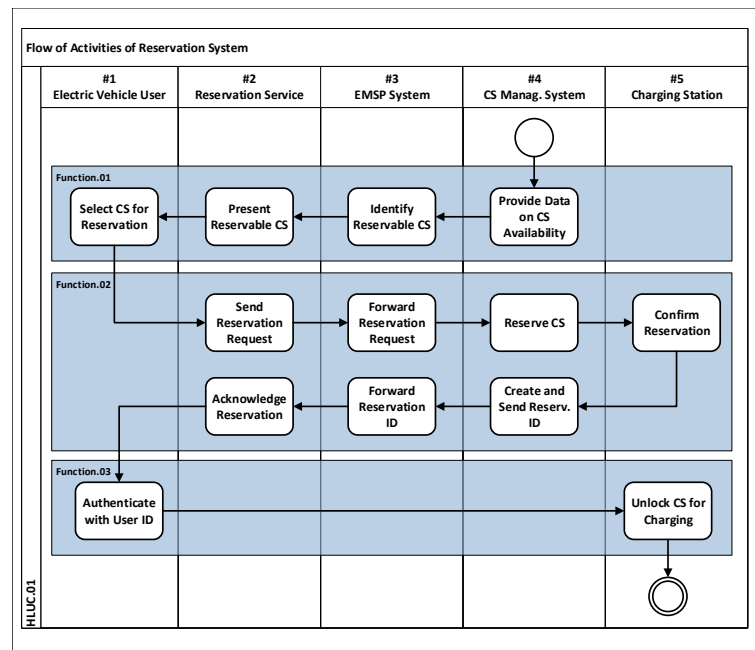 Flow of Activities of Reservation System
#1
Electric Vehicle User
#2
Reservation Service
#3
EMSP System
#4
CS Manag. System
#5
Charging Station
Function.01
Select CS for
Reservation
Present
Reservable CS
Identify
Reservable CS
Provide Data
on CS
Availability
Function.02
Send
Reservation
Request
Forward
Reservation
Request
Reserve CS
Confirm
Reservation
Acknowledge
Reservation
Forward
Reservation
ID
Create and
Send Reserv.
ID
Function.03
Authenticate
with User ID
Unlock CS for
Charging
HLUC.01